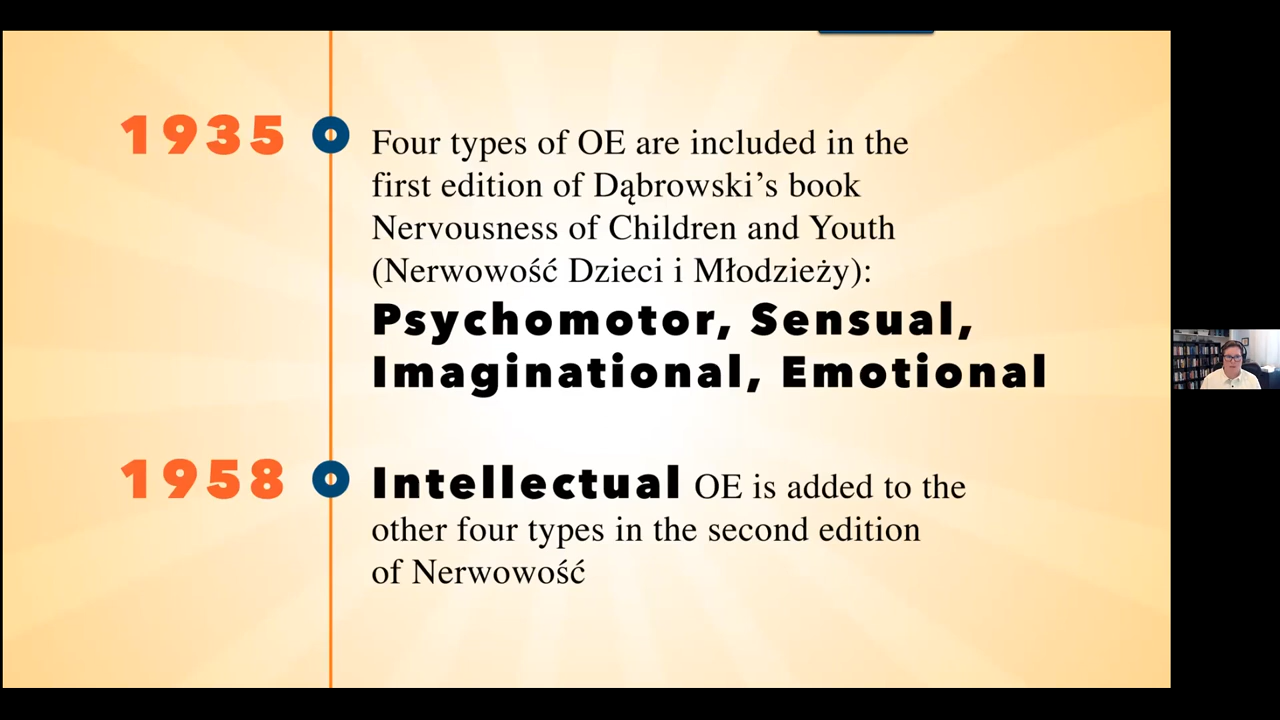 1935
Four types of OE are included in the
first edition of Dąbrowski’s book
Nervousness of Children and Youth
(Nerwowość Dzieci i Młodzieży):
Psychomotor, Sensual,
Imaginational, Emotional
1958
Intellectual OE is added to the
other four types in the second edition
of Nerwowość